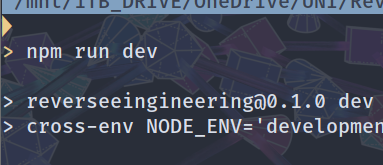 /mnt/1TB_DRIVE/OneDrive/UNI/Rev
> npm run dev
> reverseeingineering@0.1.0 dev
> cross-env NODE_ENV='developmen